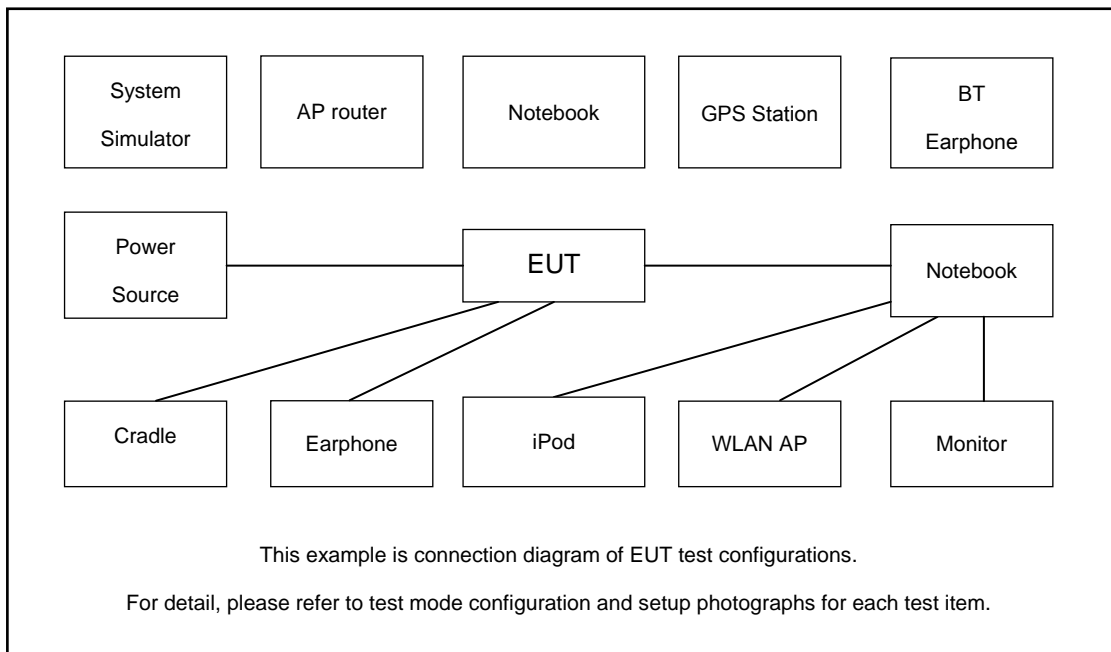 System
Simulator
AP router
Notebook
GPS Station
BT
Earphone
Power
Source
EUT
Notebook
Cradle
Earphone
iPod
WLAN AP
Monitor
This example is connection diagram of EUT test configurations.
For detail, please refer to test mode configuration and setup photographs for each test item.